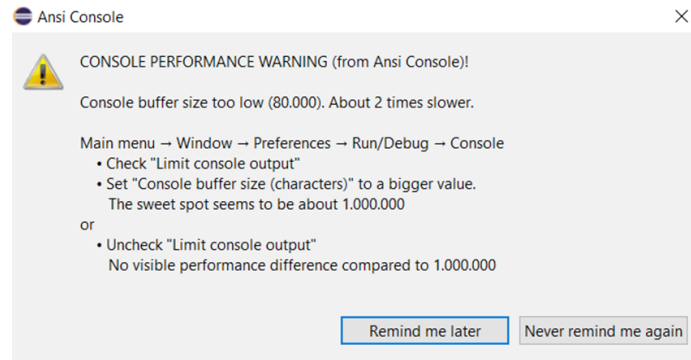 Ansi Console
CONSOLE PERFORMANCE WARNING (from Ansi Console)!
Console buffer size too low (80.000). About 2 times slower.
Main menu → Window → Preferences → Run/Debug → Console
• Check "Limit console output"
• Set "Console buffer size (characters)" to a bigger value.
The sweet spot seems to be about 1.000.000
or
• Uncheck "Limit console output"
No visible performance difference compared to 1.000.000
Remind me later
Never remind me again